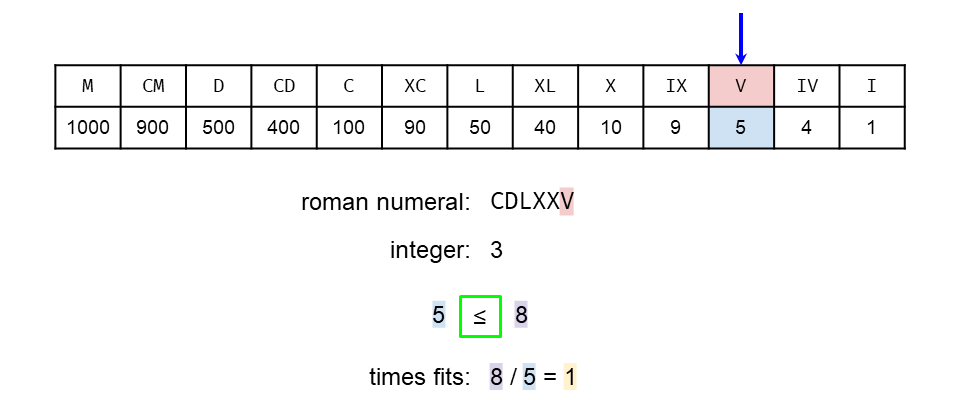 M CM D CD C XC L XL X IX V IV I
1000 900 500 400 100 90 50 40 10 9 5 4 1
roman numeral: CDLXXV
integer: 3
5 ≤ 8
times fits: 8 / 5 = 1